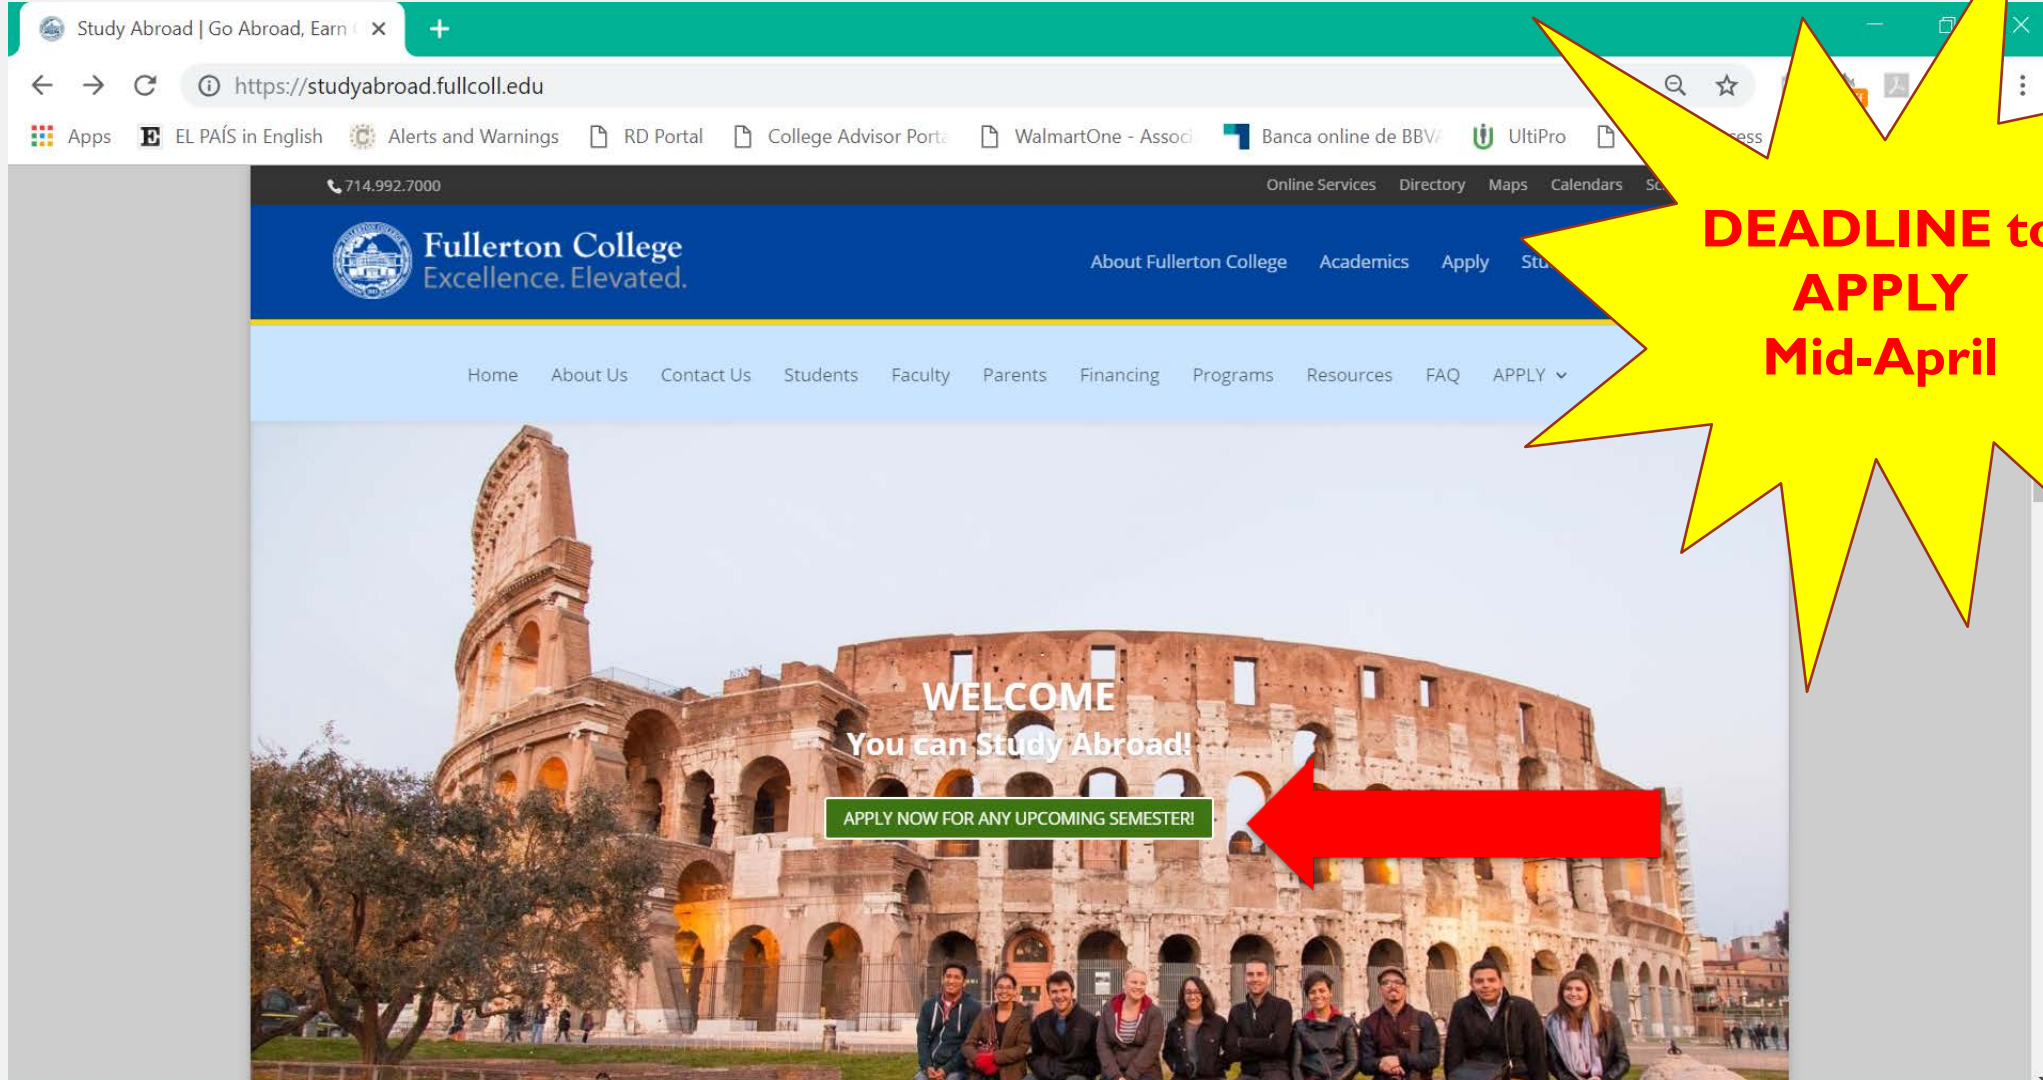 Study Abroad | Go Abroad, Earn
https://studyabroad.fullcoll.edu
Apps EL PAÍS in English Alerts and Warnings RD Portal College Advisor WalmartOne - Banca online de UltiPro
714.992.7000 Online Services Directory Maps Calendars
Fullerton College
Excellence. Elevated.
About Fullerton College Academics Apply
DEADLINE to
APPLY
Mid-April
Home About Us Contact Us Students Faculty Parents Financing Programs Resources FAQ APPLY
WELCOME
You can Study Abroad!
APPLY NOW FOR ANY UPCOMING SEMESTER!